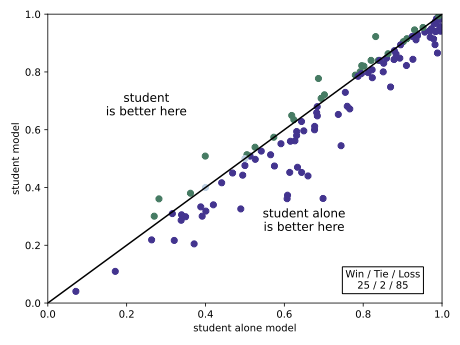 1.0
0.8
0.6
0.4
0.2
0.0
student model
student
is better here
student alone
is better here
Win / Tie / Loss
25 / 2 / 85
0.0 0.2 0.4 0.6 0.8 1.0
student alone model